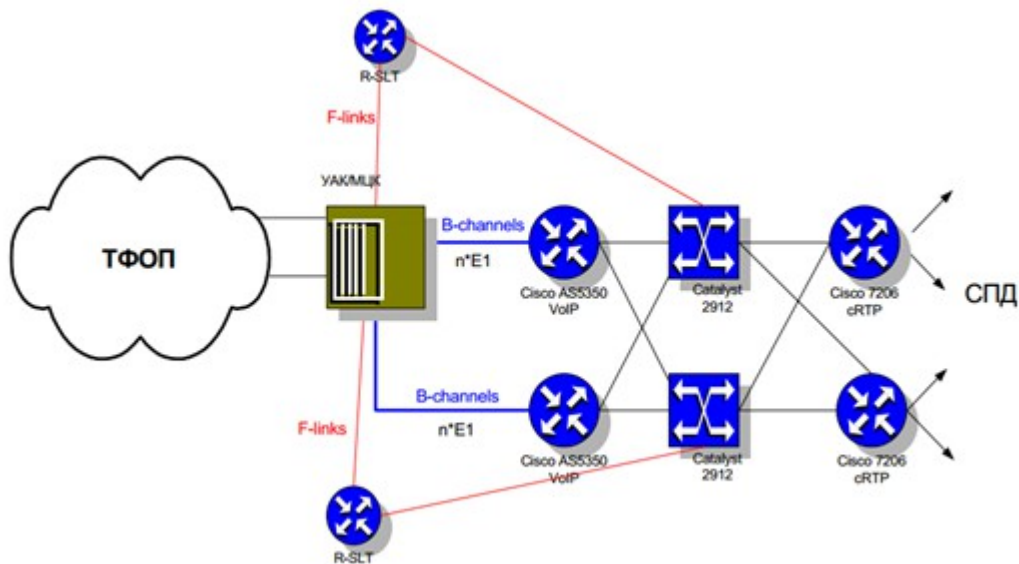 R-SLT
F-links
УАК/МЦК
ТФОП
B-channels
n*E1
Cisco AS5350
VoIP
Catalyst
2912
Cisco 7206
cRTP
СПД
B-channels
n*E1
F-links
Cisco AS5350
VoIP
Catalyst
2912
Cisco 7206
cRTP
R-SLT